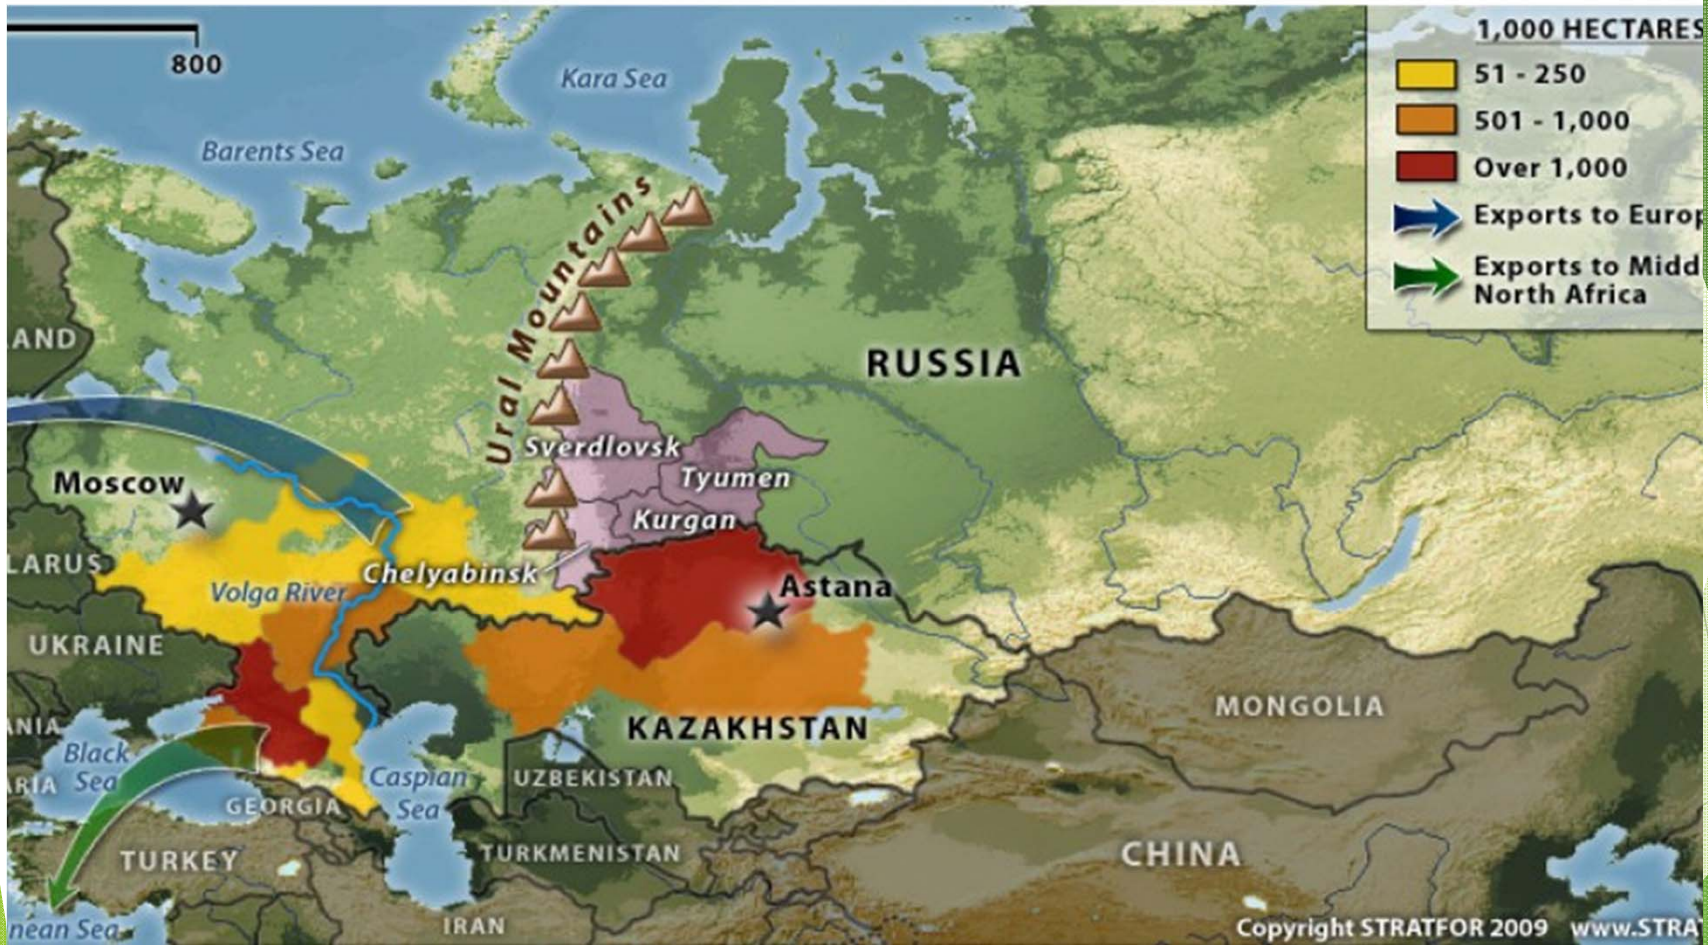 800
Kara Sea
Barents Sea
1,000 HECTARES
51 - 250
501 - 1,000
Over 1,000
Exports to Europ
Exports to Midd
North Africa
Ural Mountains
AND
RUSSIA
Sverdlovsk
Tyumen
Moscow
Kurgan
LARUS
Chelyabinsk
Astana
Volga River
UKRAINE
MONGOLIA
ANIA
KAZAKHSTAN
Black
Sea
ARIA
Caspian
Sea
UZBEKISTAN
GEORGIA
TURKEY
TURKMENISTAN
CHINA
IRAN
nean Sea
Copyright STRATFOR 2009 www.STRA